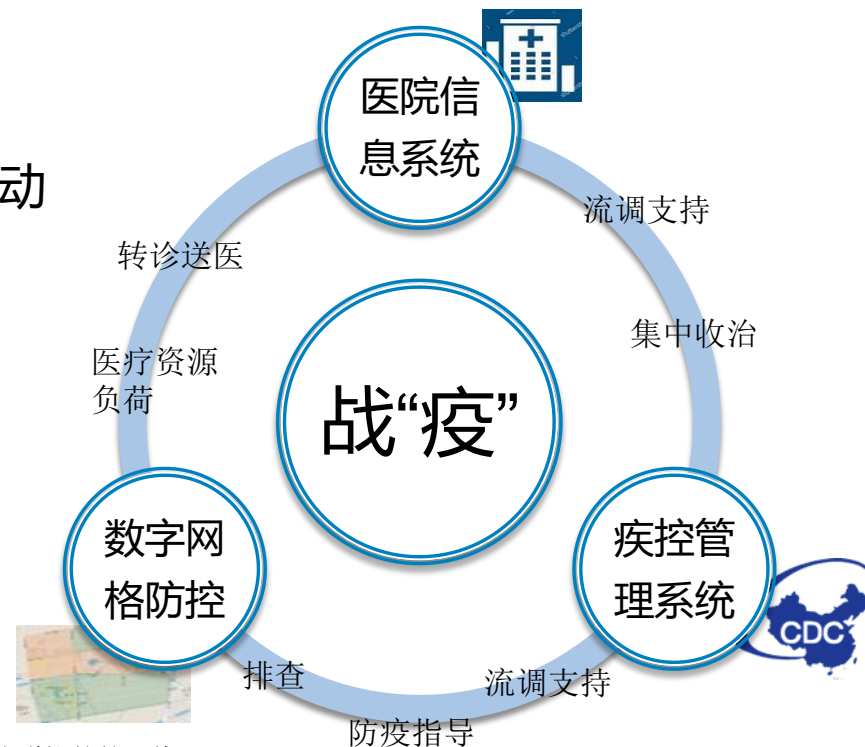 医院信
息系统
动
流调支持
转诊送医
集中收治
医疗资源
负荷
战“疫”
数字网
格防控
疾控管
理系统
CDC
排查
流调支持
防疫指导